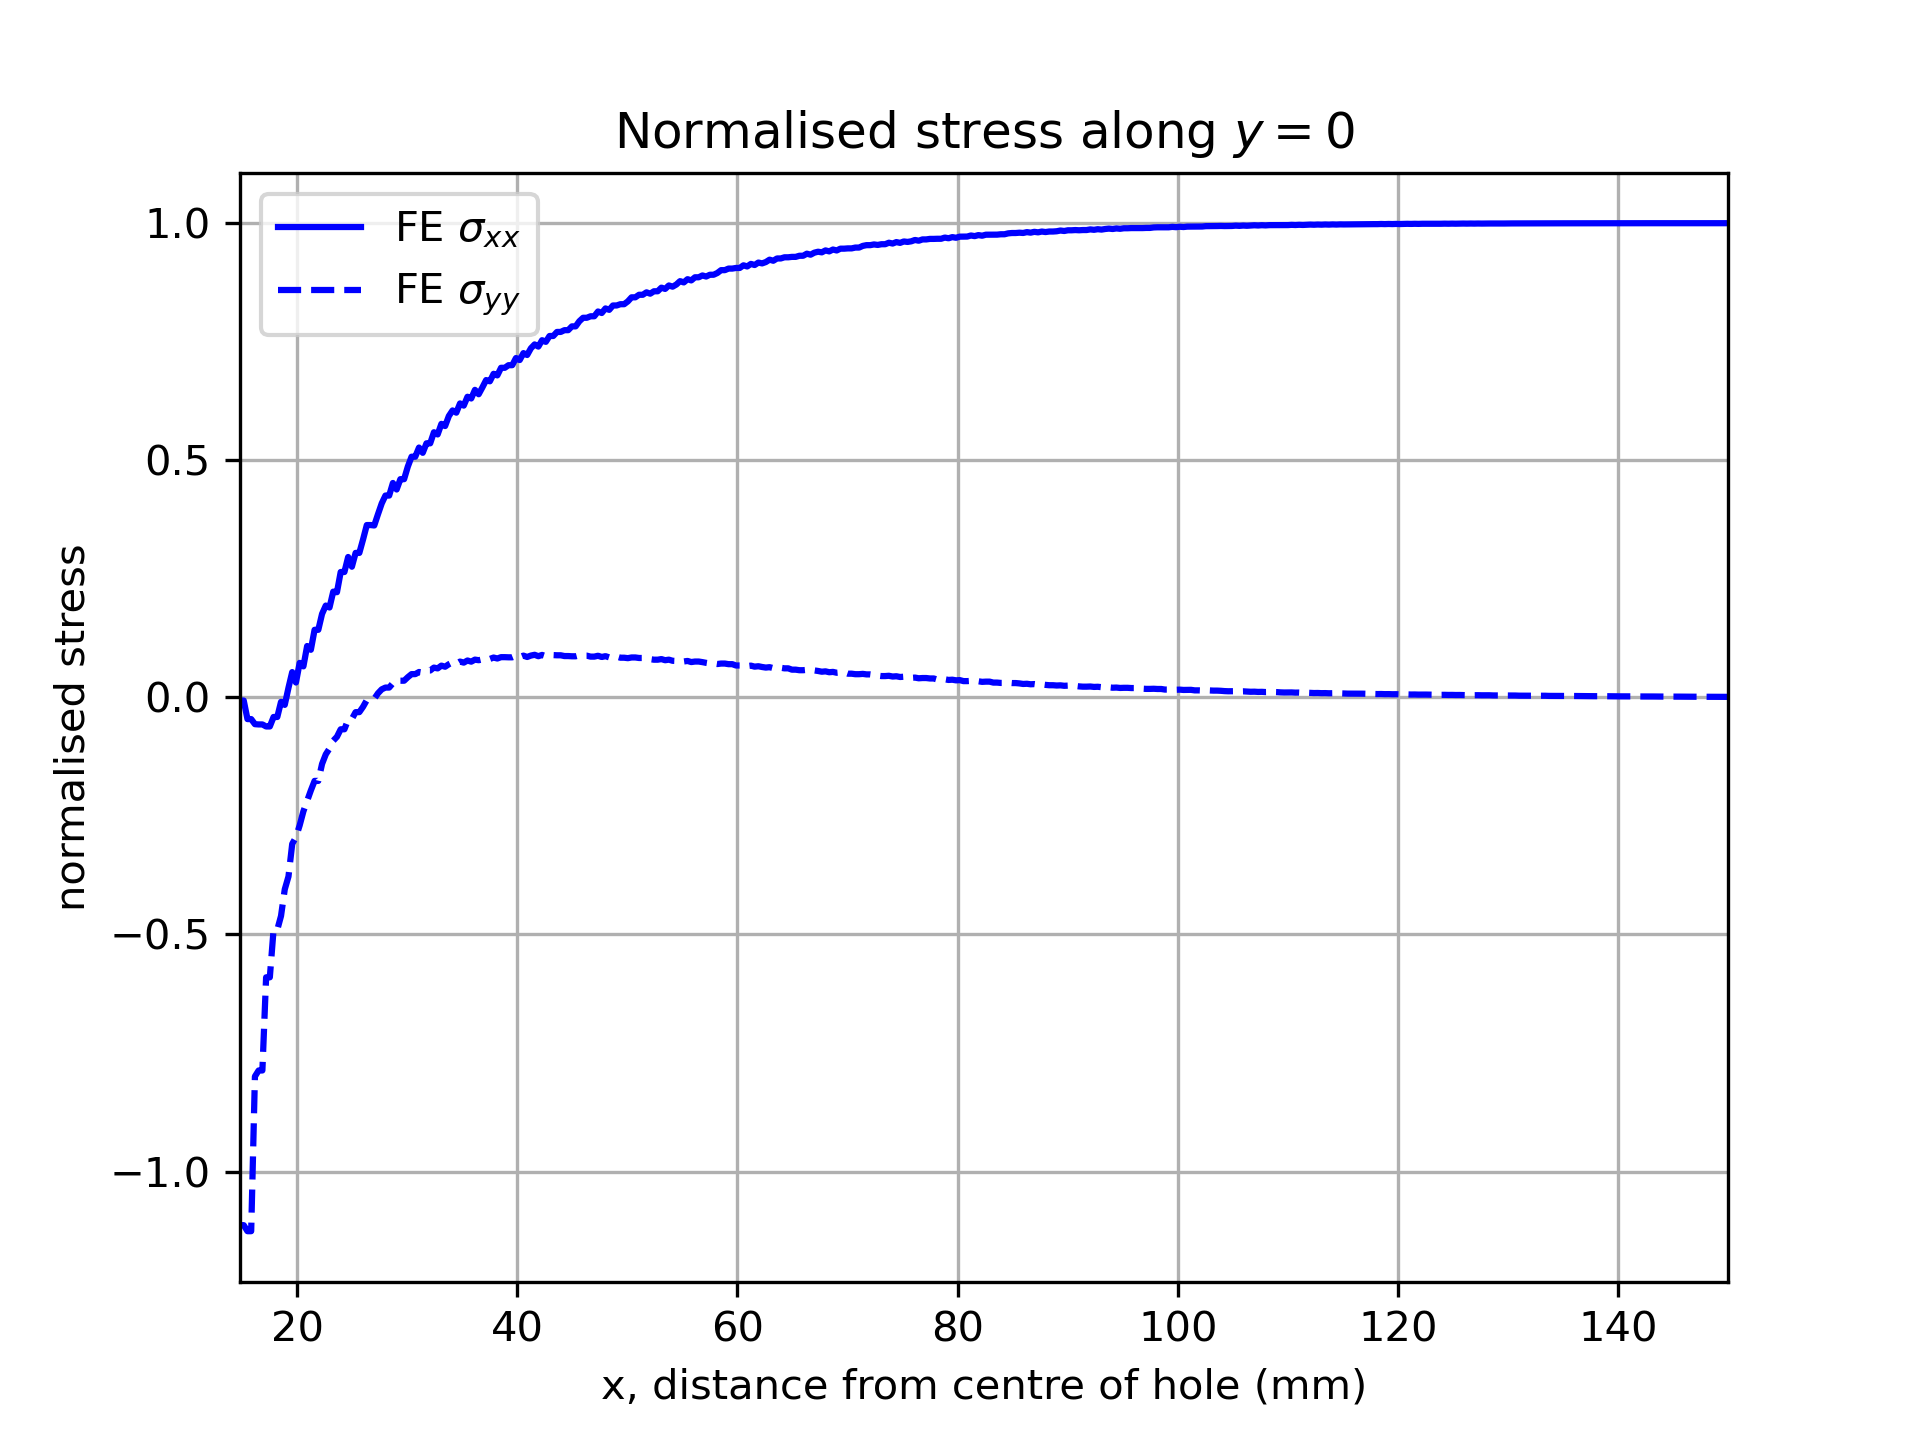 Normalised stress along y = 0
FE σxx
FE σyy
1.0
0.5
0.0
−0.5
−1.0
normalised stress
20 40 60 80 100 120 140
x, distance from centre of hole (mm)